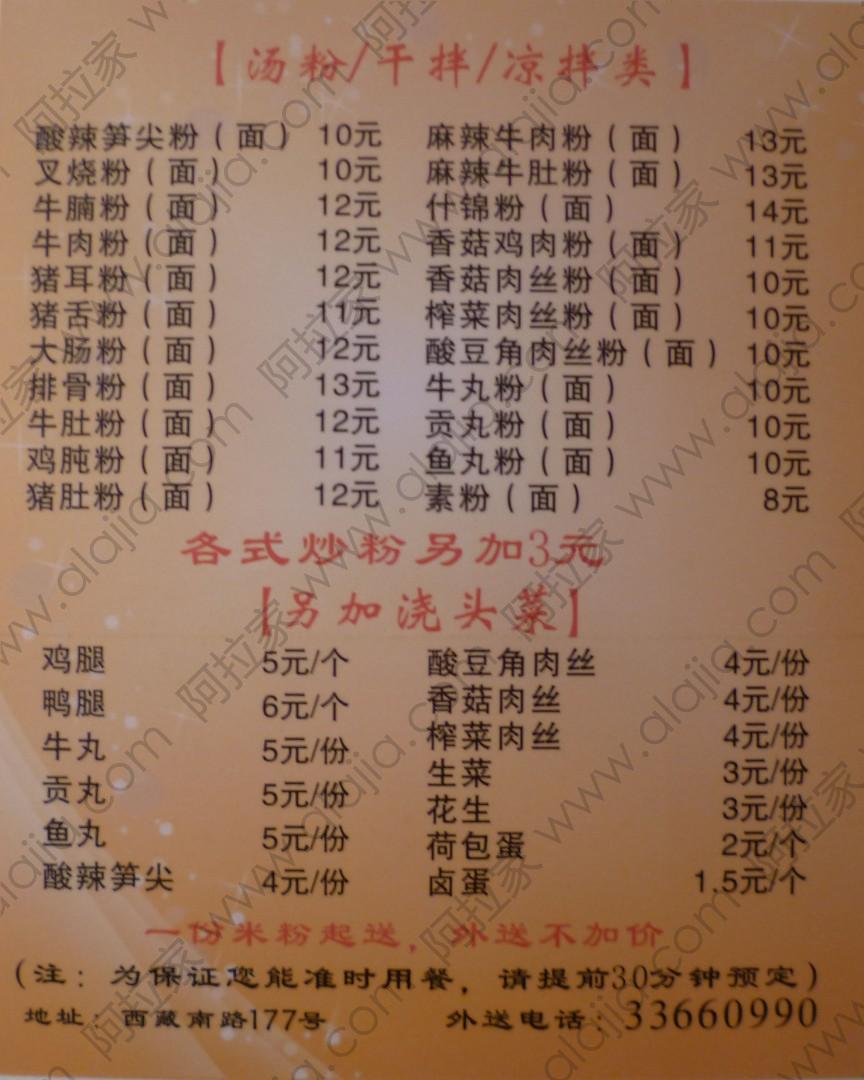 【汤粉/干拌/凉拌类】
酸辣笋尖粉(面) 10元 麻辣牛肉粉(面) 13元
叉烧粉(面) 10元 麻辣牛肚粉(面) 13元
牛腩粉(面) 12元 什锦粉(面) 14元
牛肉粉(面) 12元 香菇鸡肉粉(面) 11元
猪耳粉(面) 12元 香菇肉丝粉(面) 10元
猪舌粉(面) 11元 榨菜肉丝粉(面) 10元
大肠粉(面) 12元 酸豆角肉丝粉(面) 10元
排骨粉(面) 13元 牛丸粉(面) 10元
牛肚粉(面) 12元 贡丸粉(面) 10元
鸡肫粉(面) 11元 鱼丸粉(面) 10元
猪肚粉(面) 12元 素粉(面) 8元
各式炒粉另加3元
【另加浇头菜】
鸡腿 5元/个 酸豆角肉丝 4元/份
鸭腿 6元/个 香菇肉丝 4元/份
牛丸 5元/份 榨菜肉丝 4元/份
贡丸 5元/份 生菜 3元/份
鱼丸 5元/份 花生 3元/份
酸辣笋尖 4元/份 荷包蛋 2元/个
卤蛋 1.5元/个
一份米粉起送，外送不加价
(注：为保证您能准时用餐，请提前30分钟预定)
地址：西藏南路177号 外送电话：33660990
阿拉家 www.alajia.com